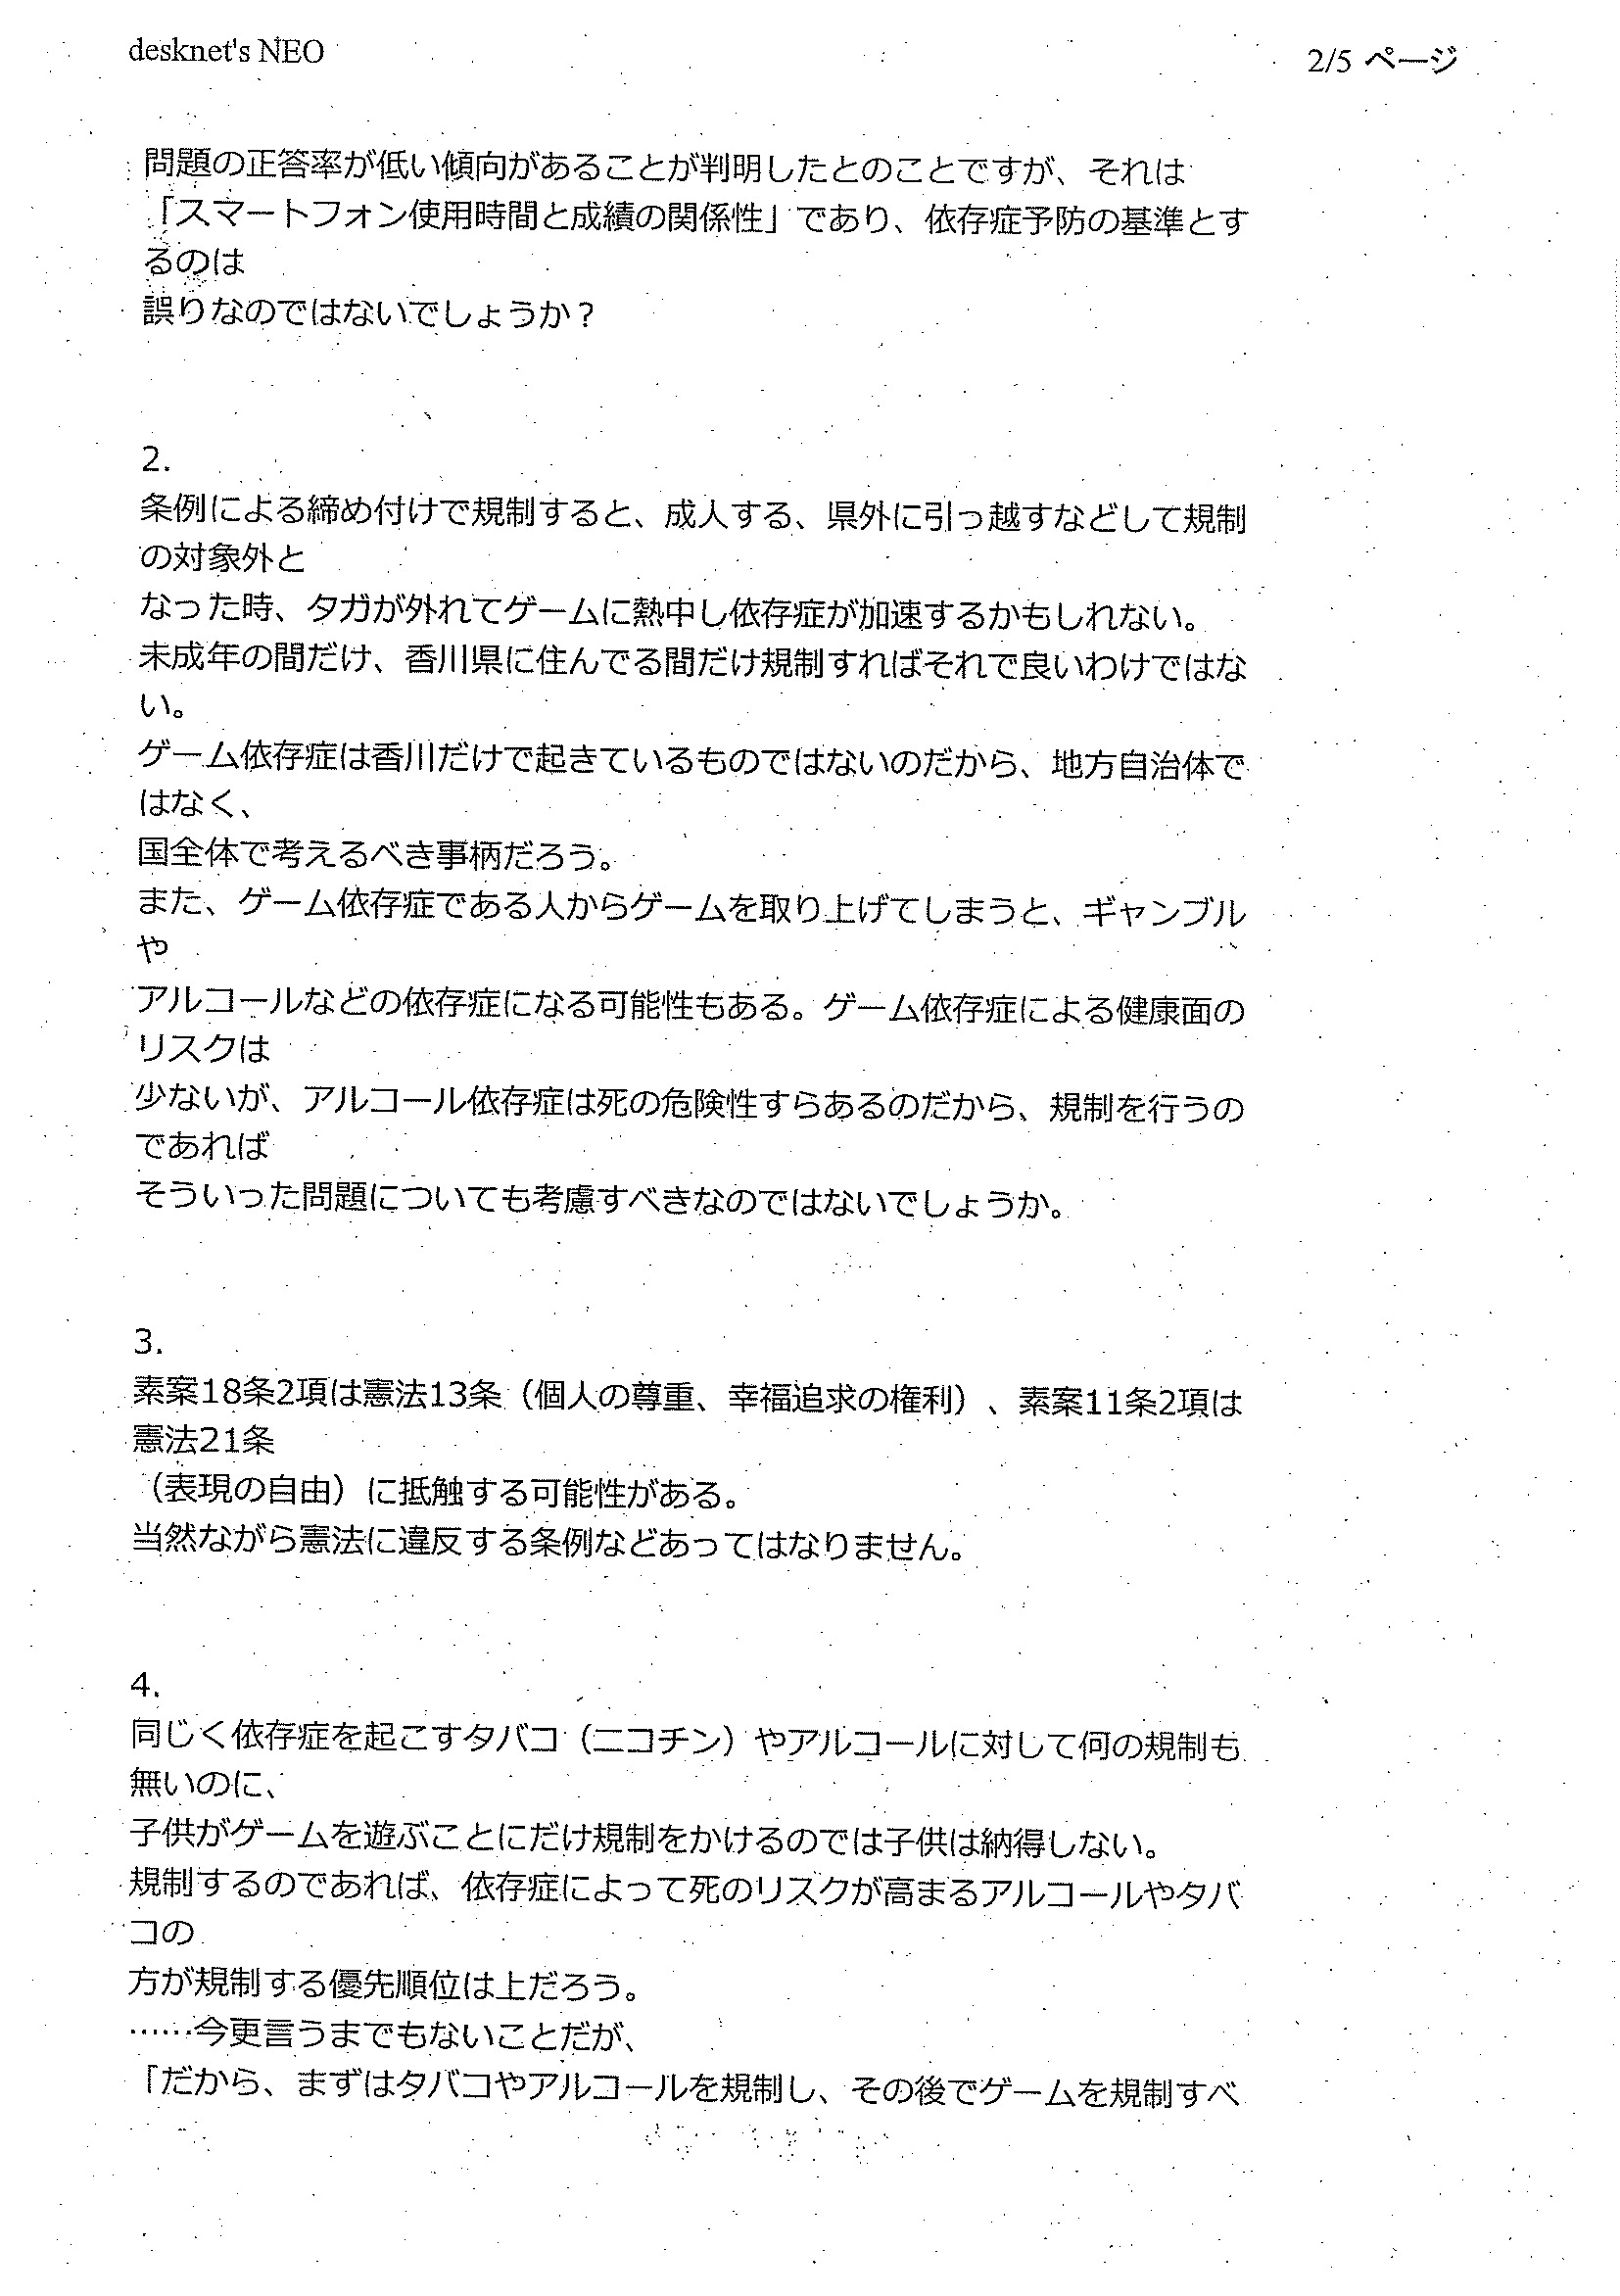 desknet's NEO
2/5 ページ
問題の正答率が低い傾向があることが判明したとのことですが、それは
「スマートフォン使用時間と成績の関係性」であり、依存症予防の基準とす
るのは
誤りなのではないでしょうか？
2.
条例による締め付けで規制すると、成人する、県外に引っ越すなどして規制
の対象外と
なった時、タガが外れてゲームに熱中し依存症が加速するかもしれない。
未成年の間だけ、香川県に住んでる間だけ規制すればそれで良いわけではな
い。
ゲーム依存症は香川だけで起きているものではないのだから、地方自治体で
はなく、
国全体で考えるべき事柄だろう。
また、ゲーム依存症である人からゲームを取り上げてしまうと、ギャンブル
や
アルコールなどの依存症になる可能性もある。ゲーム依存症による健康面の
リスクは
少ないが、アルコール依存症は死の危険性すらあるのだから、規制を行うの
であれば
そういった問題についても考慮すべきなのではないでしょうか。
3.
素案18条2項は憲法13条（個人の尊重、幸福追求の権利）、素案11条2項は
憲法21条
（表現の自由）に抵触する可能性がある。
当然ながら憲法に違反する条例などあってはなりません。
4.
同じく依存症を起こすタバコ（ニコチン）やアルコールに対して何の規制も
無いのに、
子供がゲームを遊ぶことにだけ規制をかけるのでは子供は納得しない。
規制するのであれば、依存症によって死のリスクが高まるアルコールやタバ
コの
方が規制する優先順位は上だろう。
……今更言うまでもないことだが、
「だから、まずはタバコやアルコールを規制し、その後でゲームを規制すべ